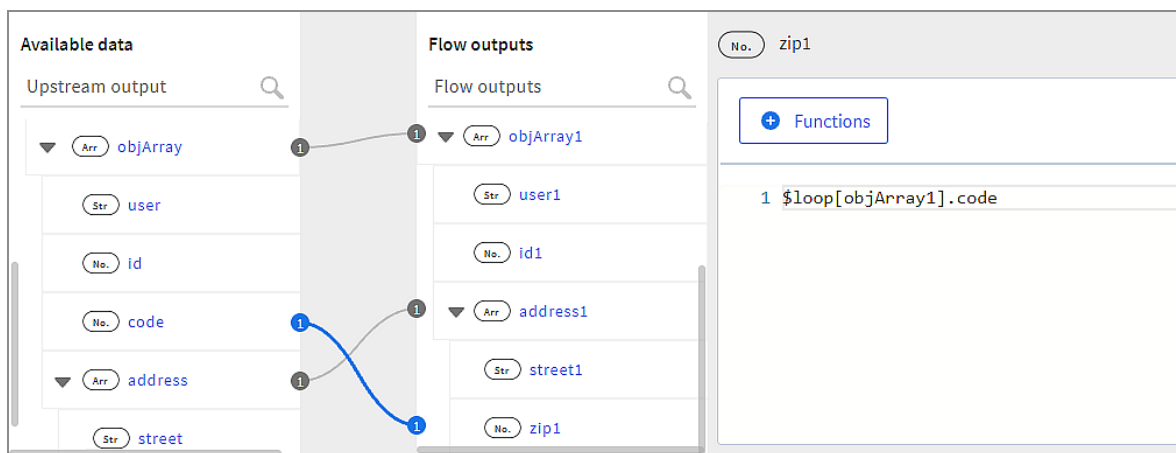 Available data
Upstream output
Arr objArray 1
Str user
No. id
No. code 1
Arr address 1
Str street
Flow outputs
Flow outputs
1 Arr objArray1
Str user1
No. id1
1 Arr address1
Str street1
1 No. zip1
No. zip1
Functions
1 $loop[objArray1].code